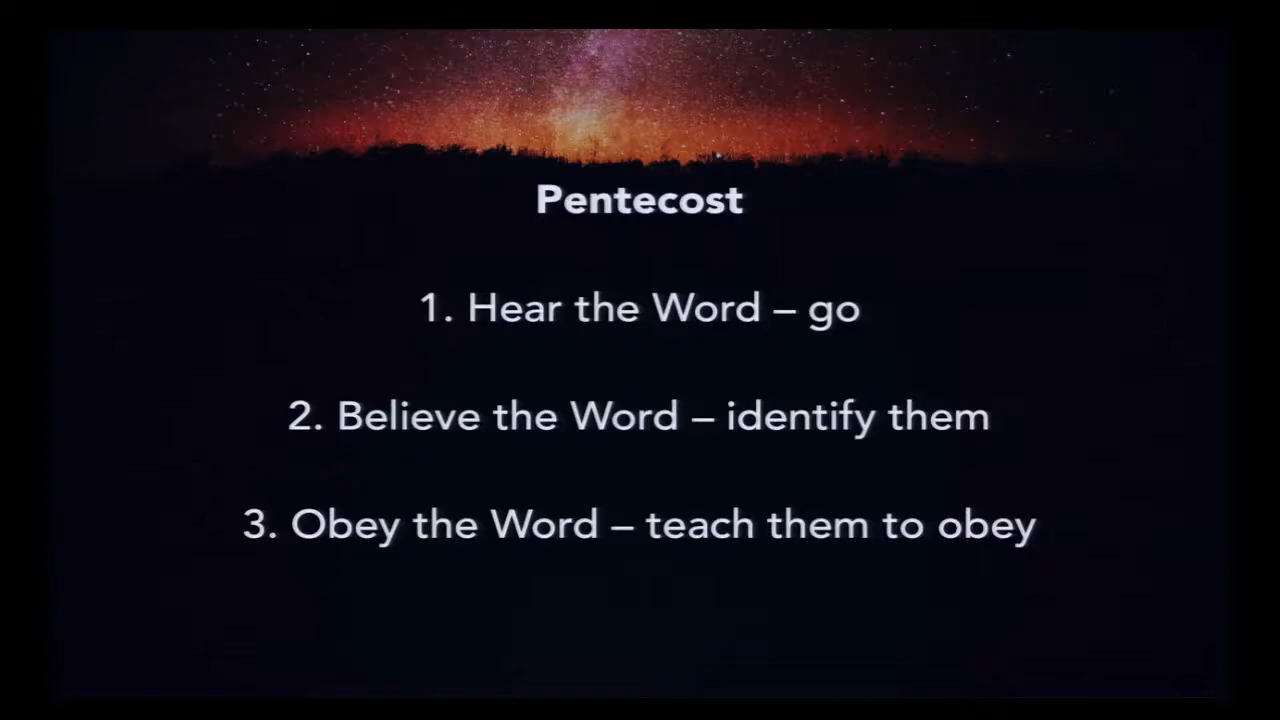 Pentecost
1. Hear the Word – go
2. Believe the Word – identify them
3. Obey the Word – teach them to obey